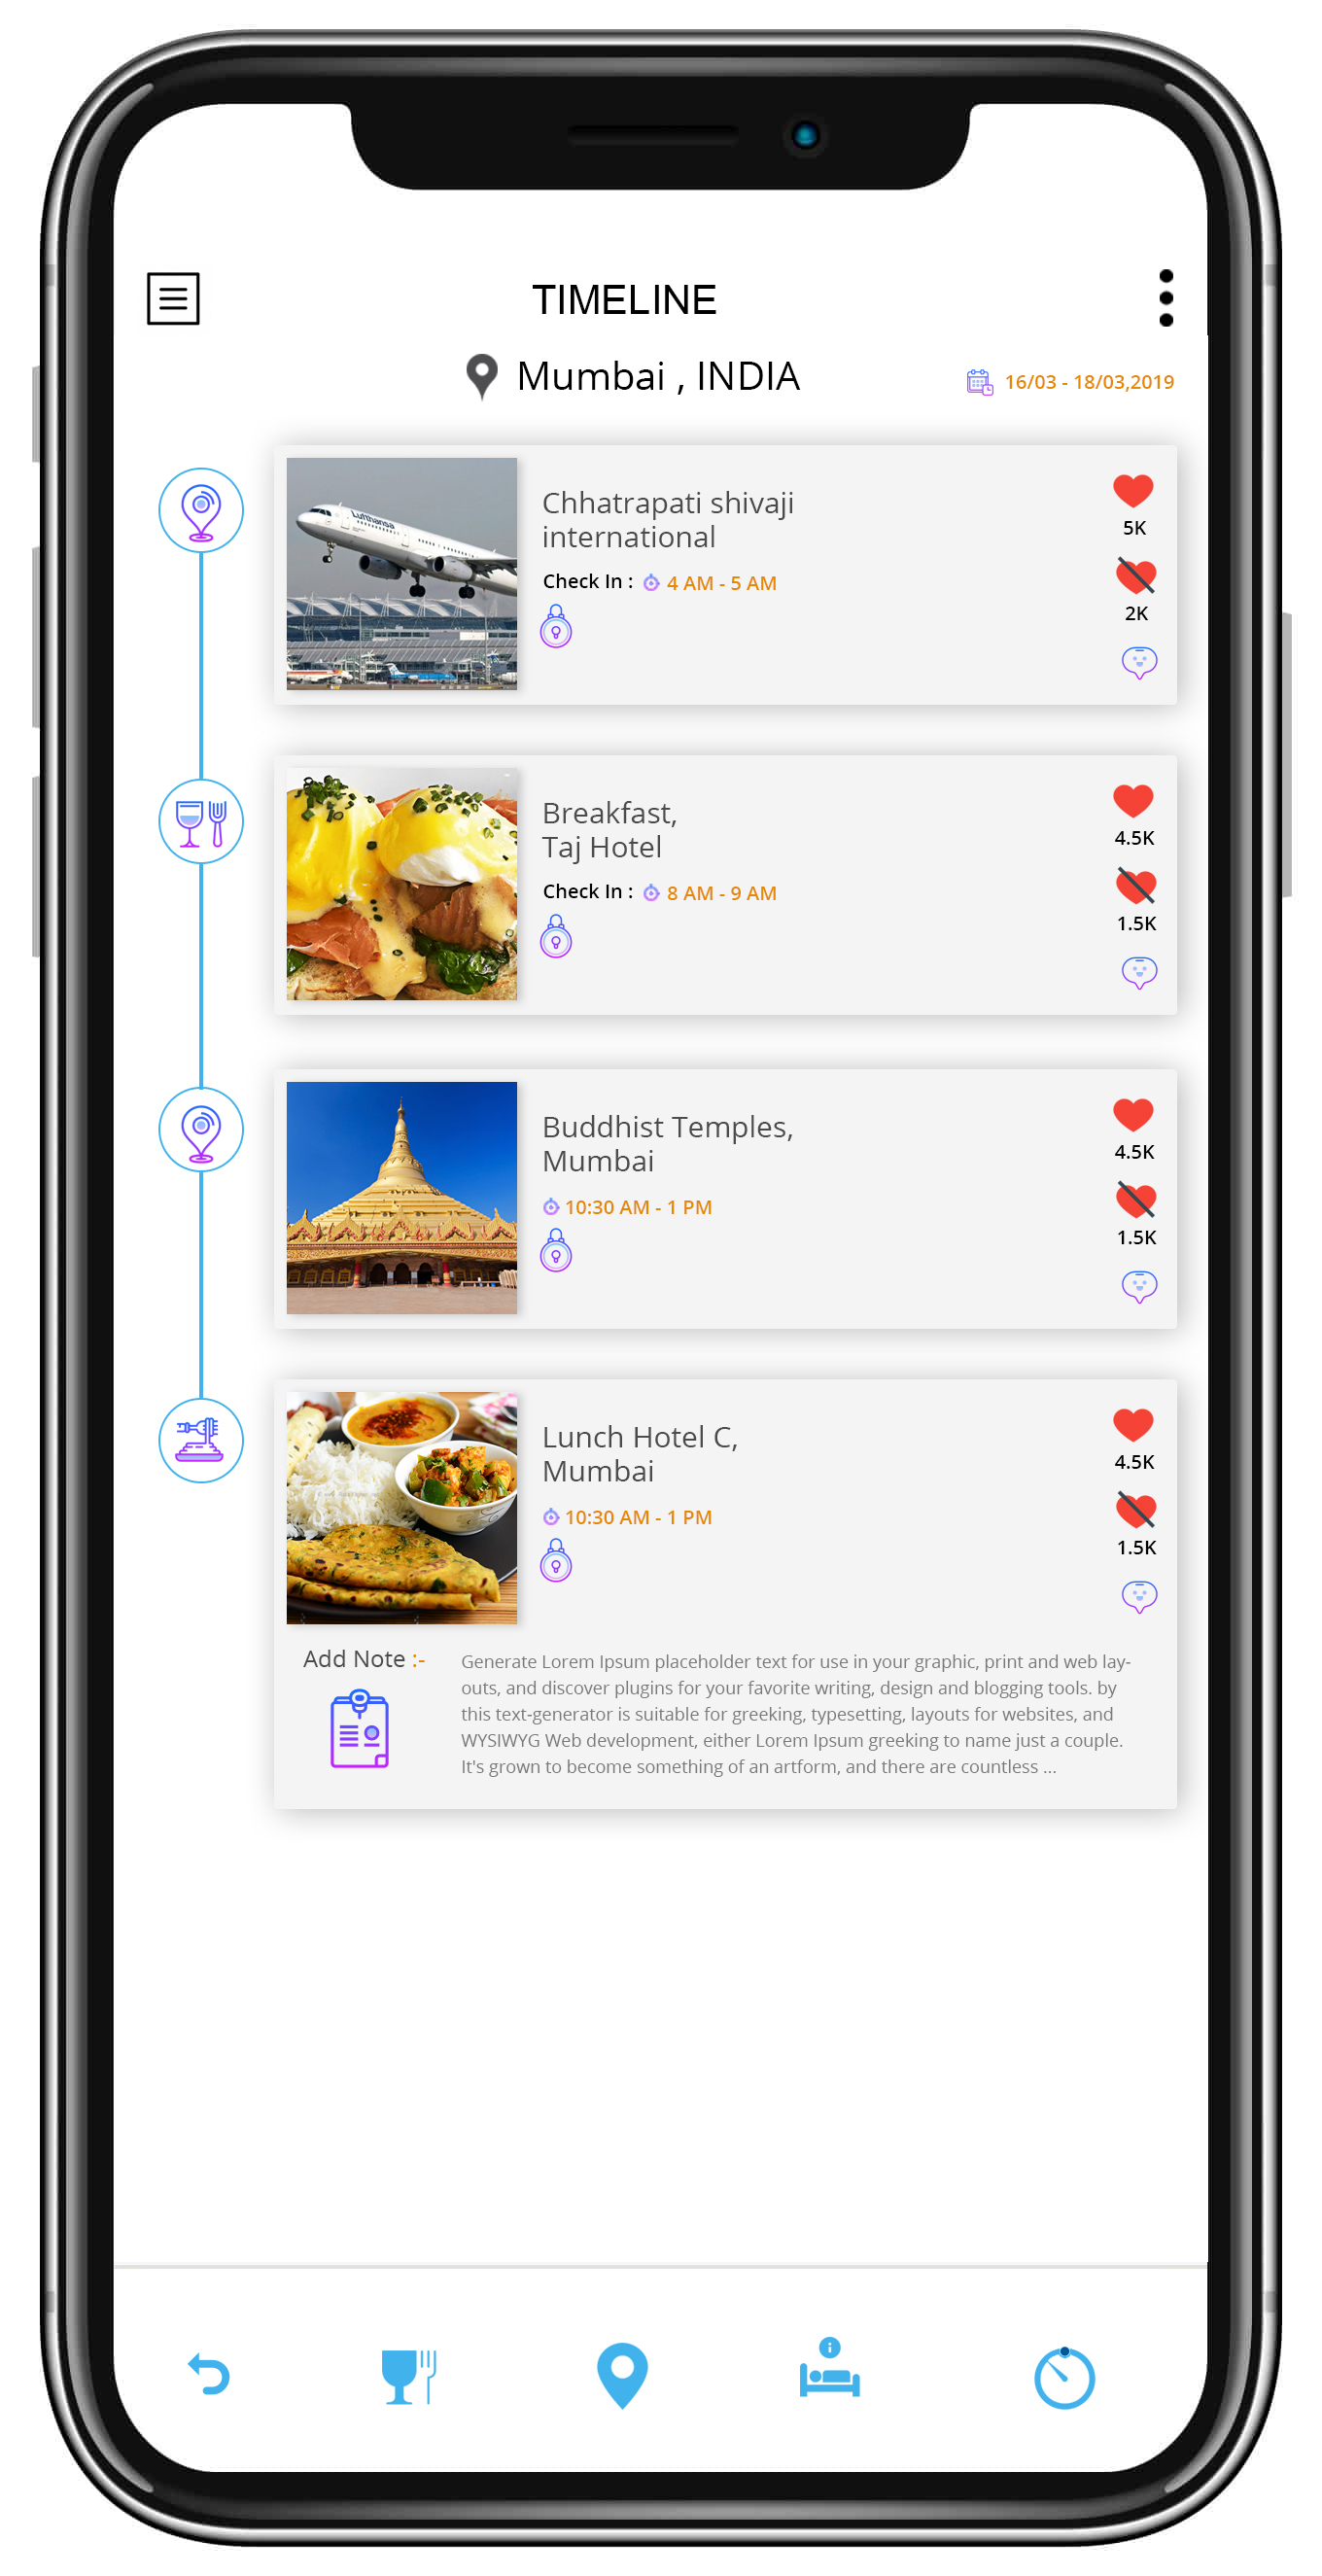 TIMELINE
Mumbai , INDIA
16/03 - 18/03,2019
Lufthansa
Chhatrapati shivaji
international
Check In : 4 AM - 5 AM
5K
2K
Breakfast,
Taj Hotel
Check In : 8 AM - 9 AM
4.5K
1.5K
Buddhist Temples,
Mumbai
10:30 AM - 1 PM
4.5K
1.5K
Lunch Hotel C,
Mumbai
10:30 AM - 1 PM
4.5K
1.5K
Add Note :-
Generate Lorem Ipsum placeholder text for use in your graphic, print and web lay-
outs, and discover plugins for your favorite writing, design and blogging tools. by
this text-generator is suitable for greeking, typesetting, layouts for websites, and
WYSIWYG Web development, either Lorem Ipsum greeking to name just a couple.
It's grown to become something of an artform, and there are countless ...